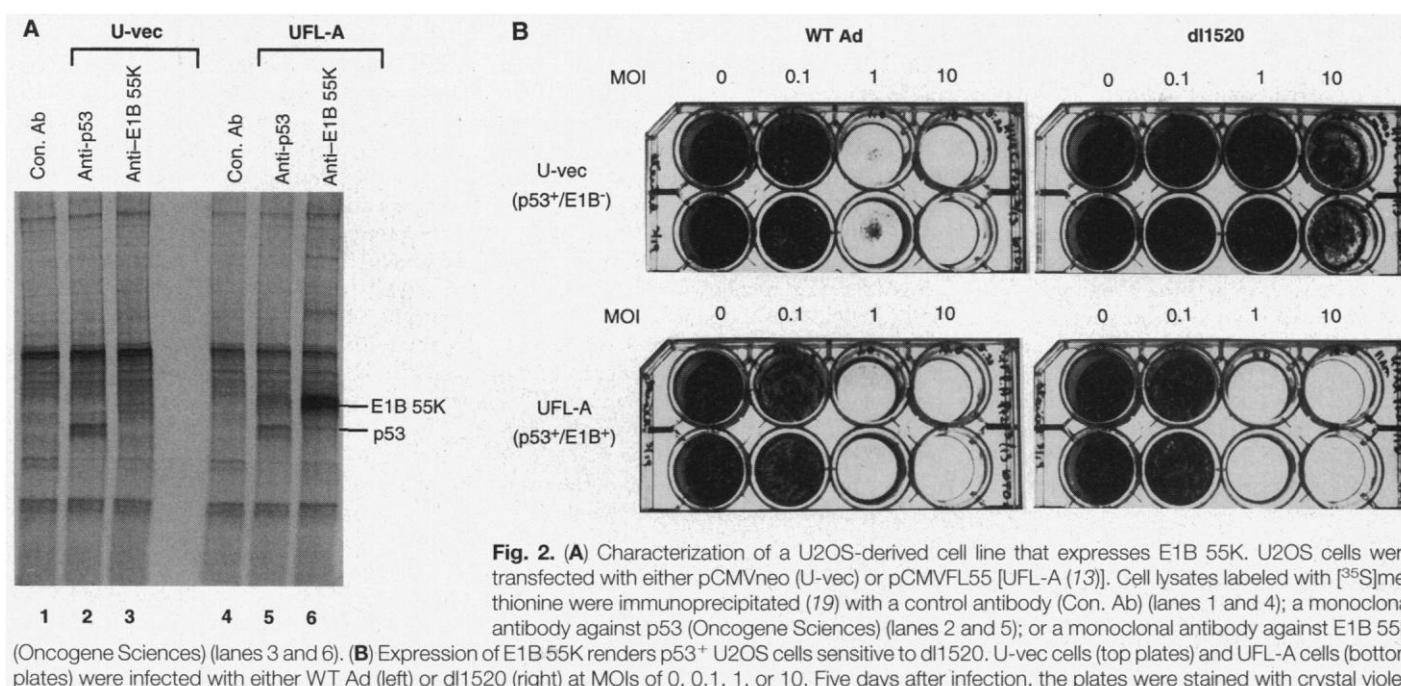 A
U-vec
UFL-A
Con. Ab
Anti-p53
Anti–E1B 55K
Con. Ab
Anti-p53
Anti–E1B 55K
E1B 55K
p53
1 2 3 4 5 6
B
WT Ad
dl1520
MOI 0 0.1 1 10 0 0.1 1 10
U-vec
(p53+/E1B-)
MOI 0 0.1 1 10 0 0.1 1 10
UFL-A
(p53+/E1B+)
Fig. 2. (A) Characterization of a U2OS-derived cell line that expresses E1B 55K. U2OS cells wer
transfected with either pCMVneo (U-vec) or pCMVFL55 [UFL-A (13)]. Cell lysates labeled with [35S]me
thionine were immunoprecipitated (19) with a control antibody (Con. Ab) (lanes 1 and 4); a monoclona
antibody against p53 (Oncogene Sciences) (lanes 2 and 5); or a monoclonal antibody against E1B 55
(Oncogene Sciences) (lanes 3 and 6). (B) Expression of E1B 55K renders p53+ U2OS cells sensitive to dl1520. U-vec cells (top plates) and UFL-A cells (bottom
plates) were infected with either WT Ad (left) or dl1520 (right) at MOIs of 0, 0.1, 1, or 10. Five days after infection, the plates were stained with crystal viole